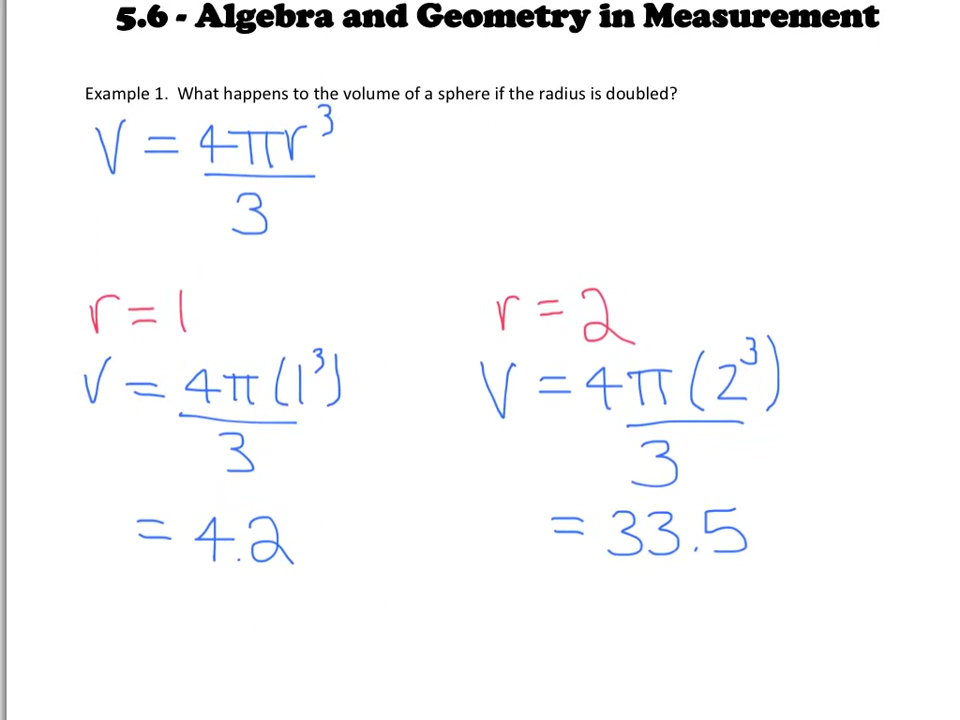 5.6 - Algebra and Geometry in Measurement
Example 1. What happens to the volume of a sphere if the radius is doubled?
V = 4πr³
3
r = 1
r = 2
V = 4π(1³)
3
V = 4π(2³)
3
= 4.2
= 33.5